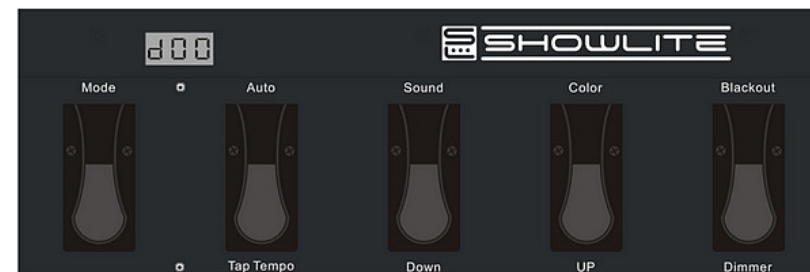 d00
SHOWLITE
Mode Auto Sound Color Blackout
Tap Tempo Down UP Dimmer